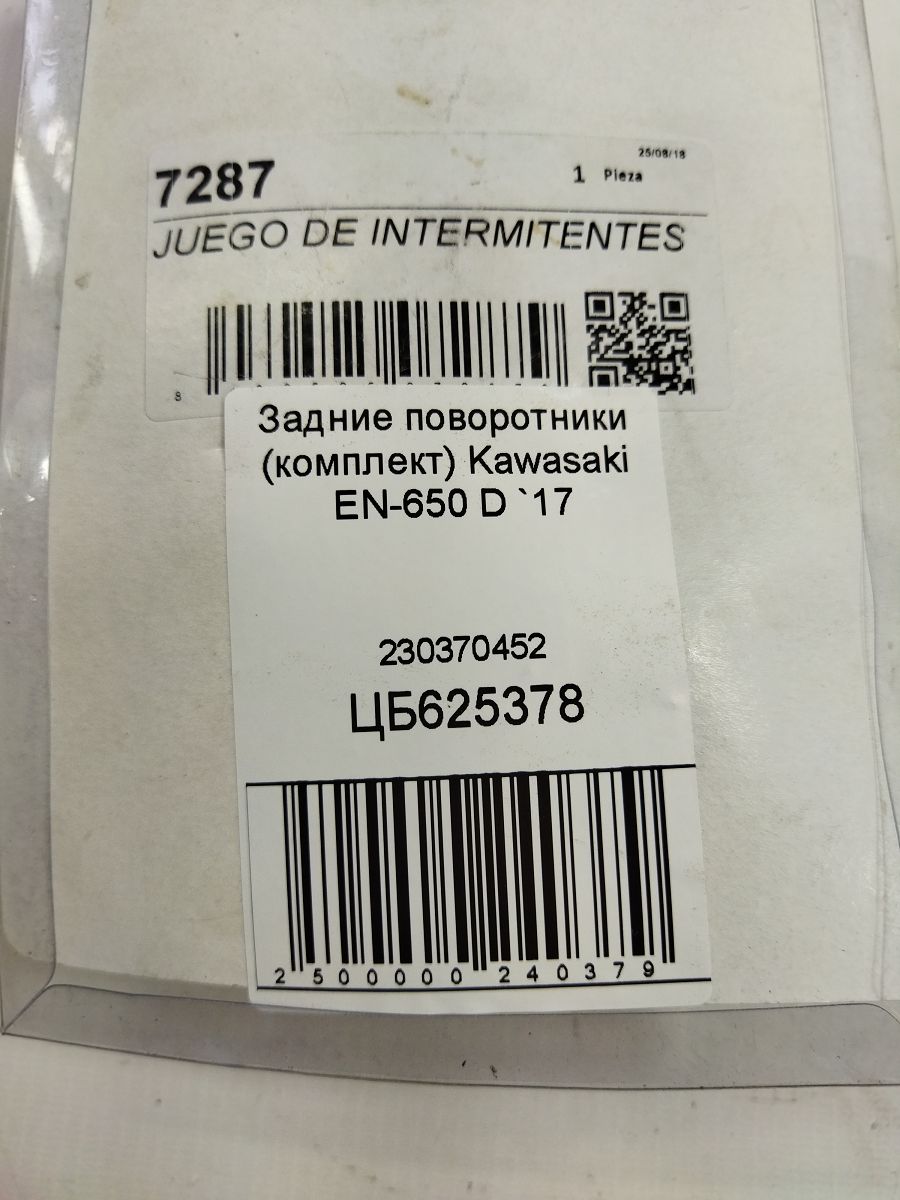 25/08/18
7287 1 Pieza
JUEGO DE INTERMITENTES
8
Задние поворотники
(комплект) Kawasaki
EN-650 D `17
230370452
ЦБ625378
2 500000 240379